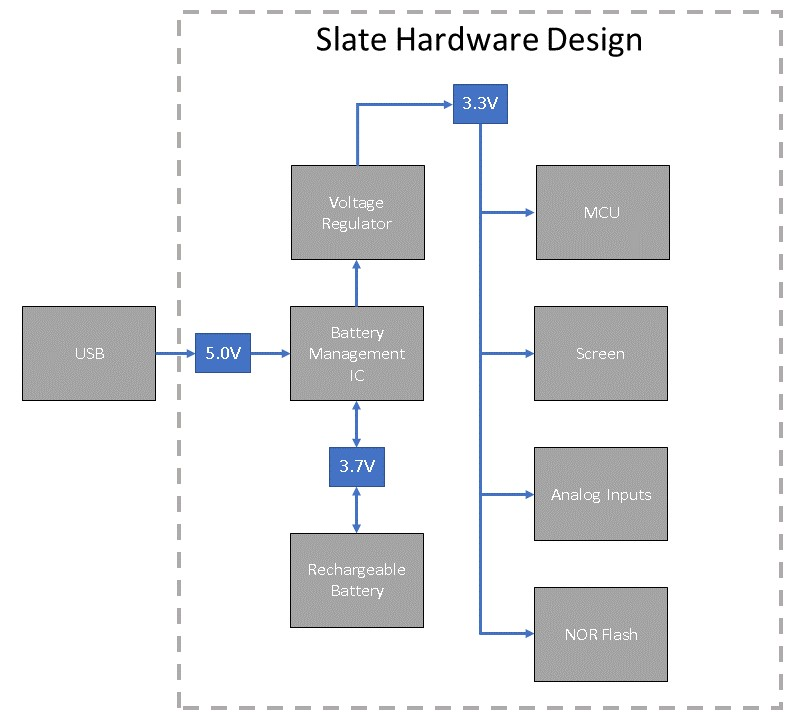 Slate Hardware Design
3.3V
Voltage
Regulator
MCU
USB
5.0V
Battery
Management
IC
Screen
3.7V
Analog Inputs
Rechargeable
Battery
NOR Flash